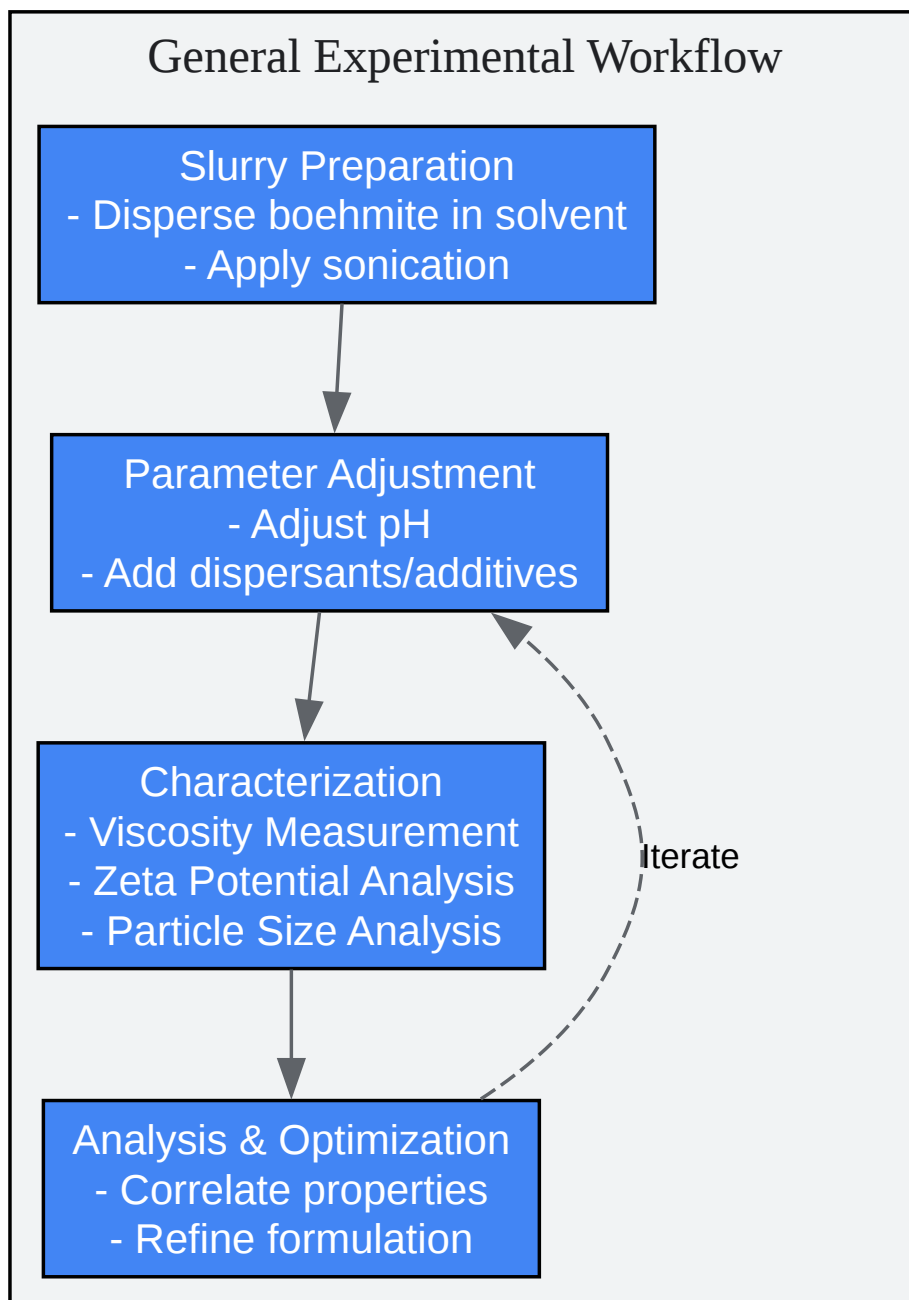 General Experimental Workflow
Slurry Preparation
- Disperse boehmite in solvent
- Apply sonication
Parameter Adjustment
- Adjust pH
- Add dispersants/additives
Characterization
- Viscosity Measurement
- Zeta Potential Analysis
- Particle Size Analysis
Iterate
Analysis & Optimization
- Correlate properties
- Refine formulation